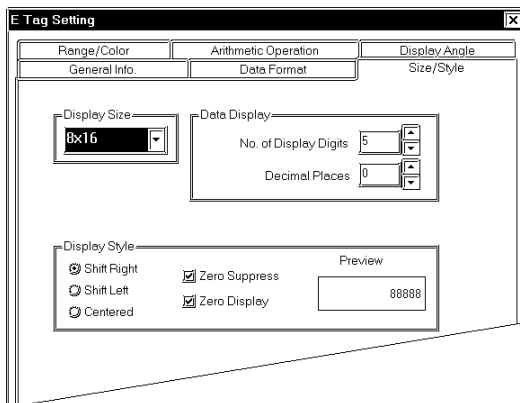 E Tag Setting
Range/Color Arithmetic Operation Display Angle
General Info. Data Format Size/Style
Display Size
8x16
Data Display
No. of Display Digits 5
Decimal Places 0
Display Style
Shift Right
Shift Left
Centered
Zero Suppress
Zero Display
Preview
88888